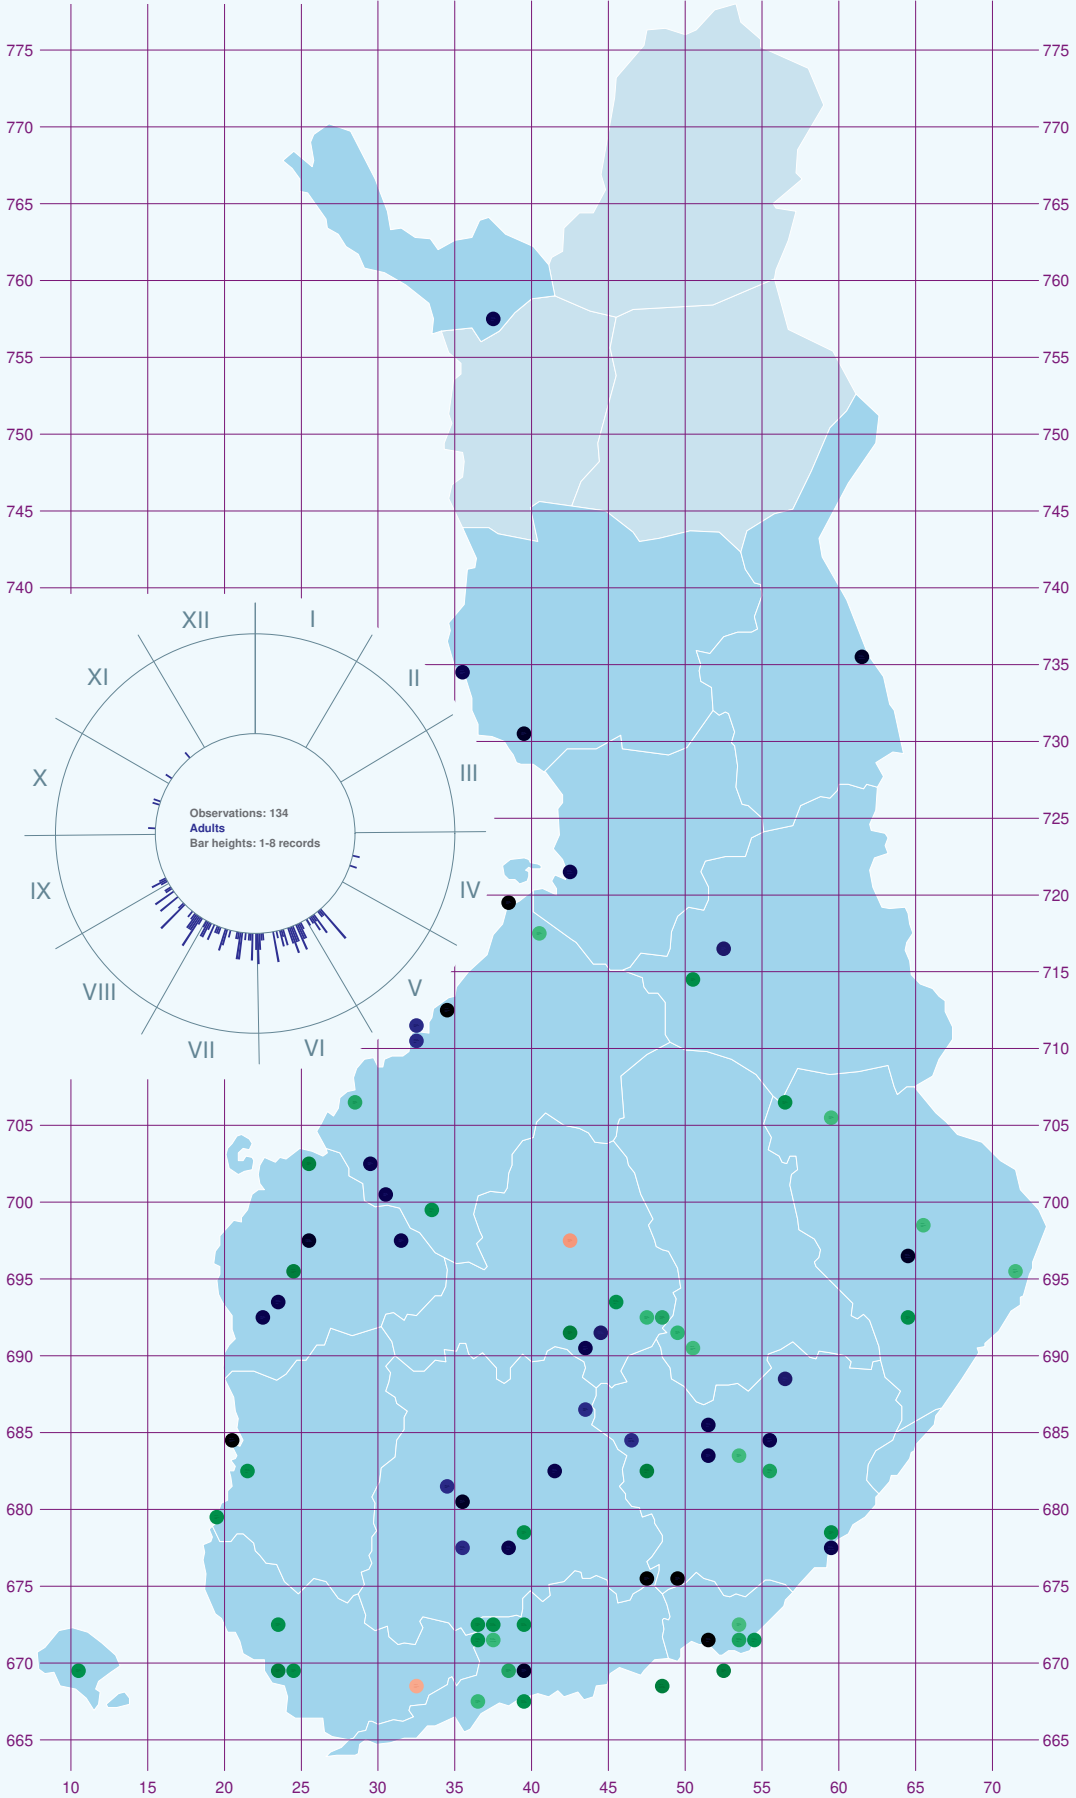 775 775
770 770
765 765
760 760
755 755
750 750
745 745
740 740
XII I
XI II
735 735
730 730
X III
725 725
Observations: 134
Adults
Bar heights: 1-8 records
IX IV
720 720
715 715
VIII V
VII VI
710 710
705 705
700 700
695 695
690 690
685 685
680 680
675 675
670 670
665 665
10 15 20 25 30 35 40 45 50 55 60 65 70